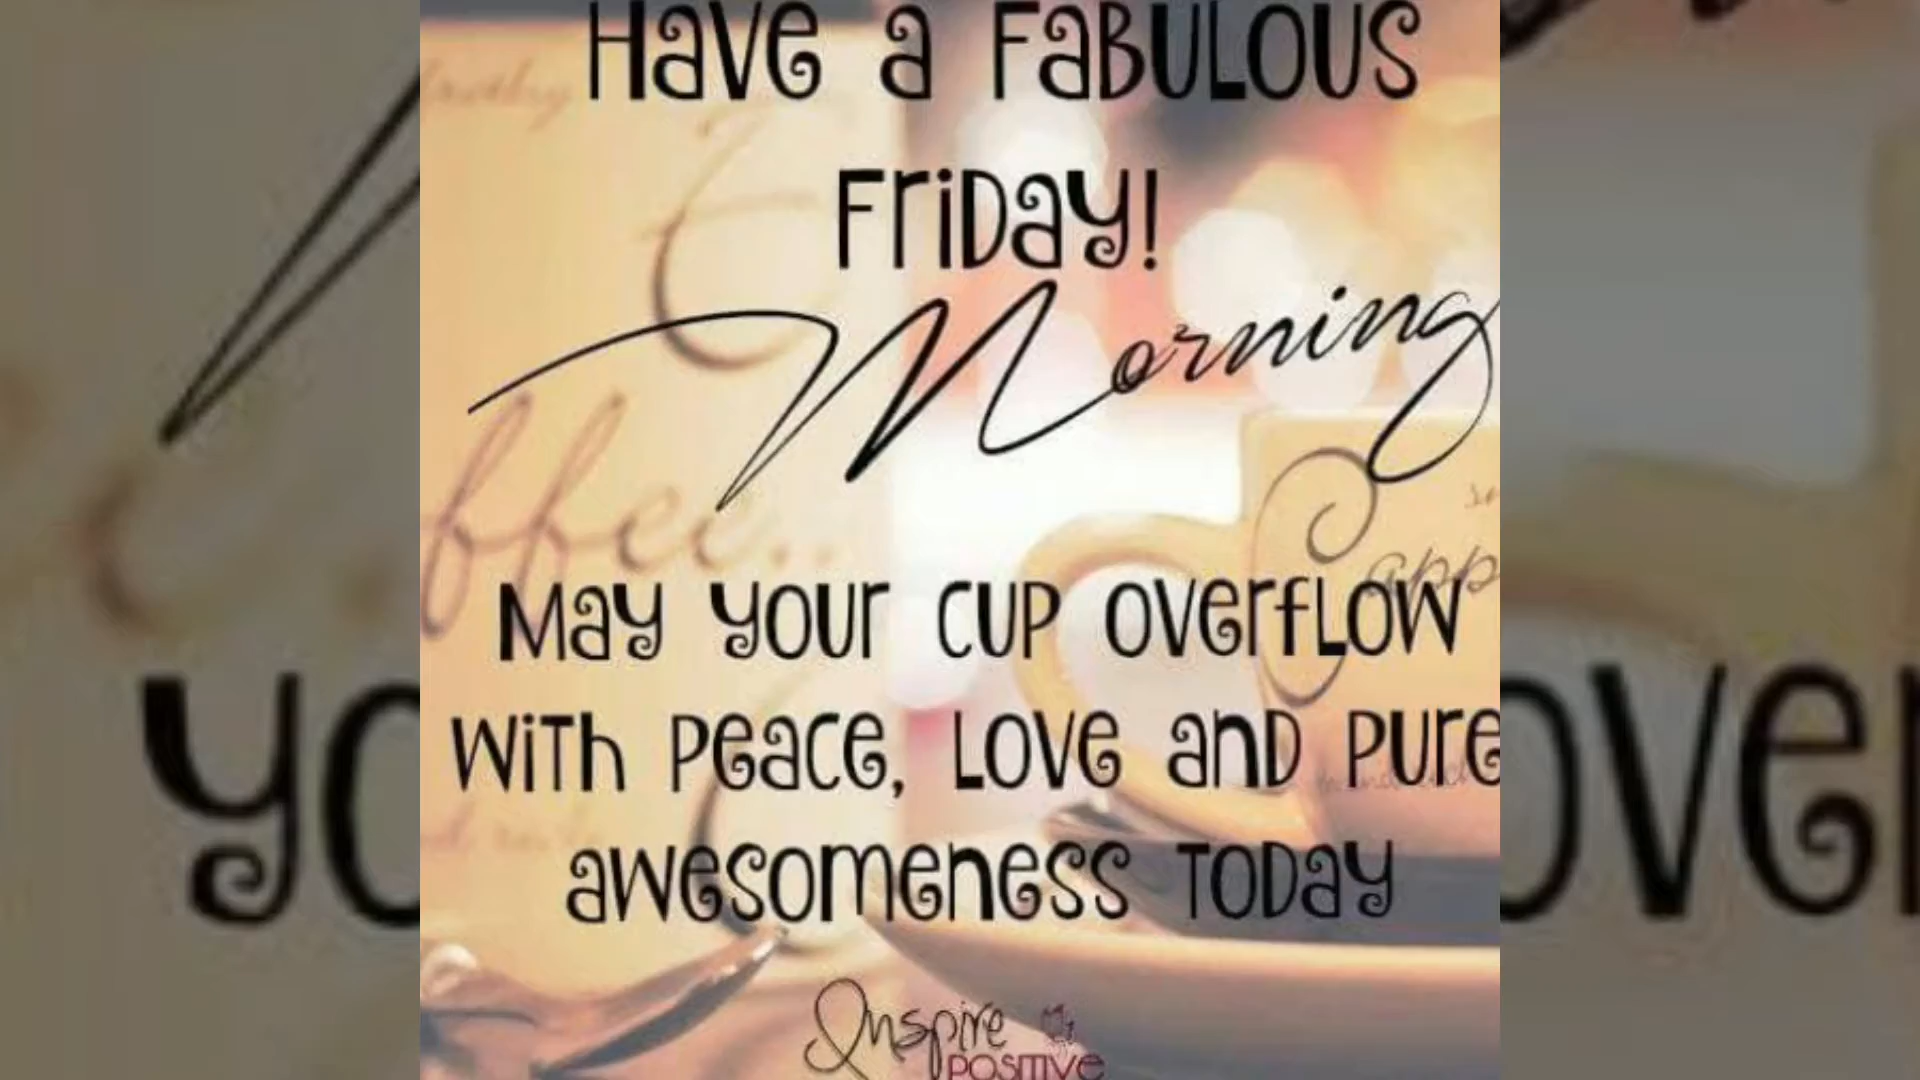 Have a Fabulous
Friday!
Morning
May your cup overflow
with peace, love and pure
awesomeness today
Inspire
POSITIVE